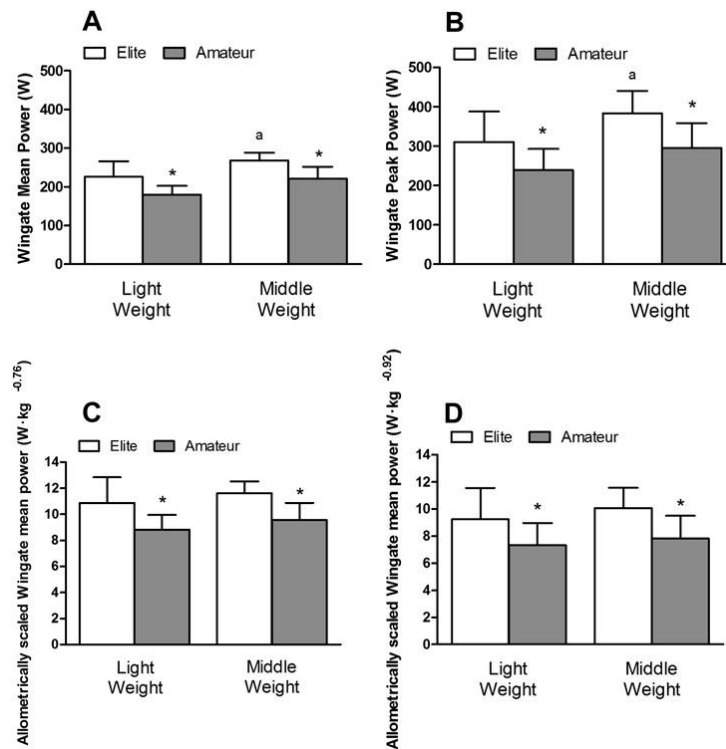 A
Elite Amateur
Wingate Mean Power (W)
500
400
300
200
100
0
a
*
*
Light
Weight
Middle
Weight
B
Elite Amateur
Wingate Peak Power (W)
500
400
300
200
100
0
a
*
*
Light
Weight
Middle
Weight
C
Elite Amateur
Allometrically scaled Wingate mean power (W·kg -0.76)
14
12
10
8
6
4
2
0
*
*
Light
Weight
Middle
Weight
D
Elite Amateur
Allometrically scaled Wingate mean power (W·kg -0.92)
14
12
10
8
6
4
2
0
*
*
Light
Weight
Middle
Weight